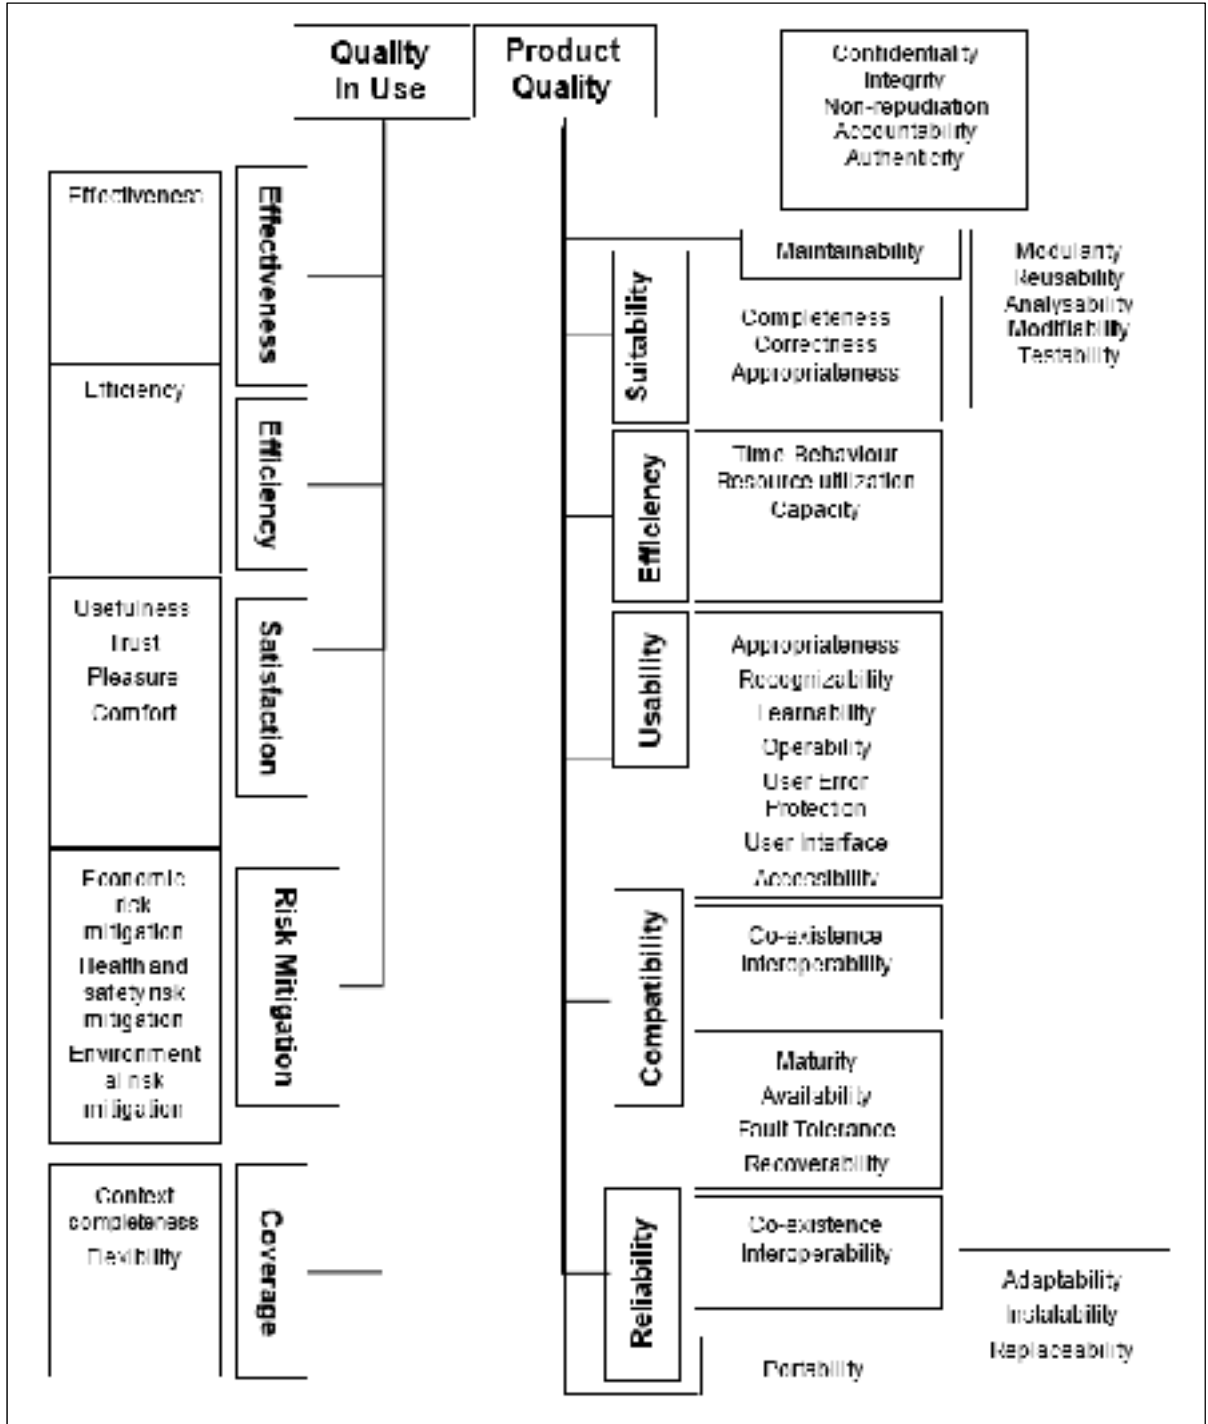 Quality
In Use
Product
Quality
Confidentiality
Integrity
Non-repudiation
Accountability
Authenticity
Effectiveness
Effectiveness
Efficiency
Efficiency
Usefulness
Trust
Pleasure
Comfort
Satisfaction
Economic
risk
mitigation
Health and
safety risk
mitigation
Environment
al risk
mitigation
Risk Mitigation
Context
completeness
Flexibility
Coverage
Maintainability
Modularity
Reusability
Analysability
Modifiability
Testability
Suitability
Completeness
Correctness
Appropriateness
Efficiency
Time Behaviour
Resource utilization
Capacity
Usability
Appropriateness
Recognizability
Learnability
Operability
User Error
Protection
User Interface
Accesibility
Compatibility
Co-existence
Interoperability
Maturity
Availability
Fault Tolerance
Recoverability
Reliability
Co-existence
Interoperability
Adaptability
Instalability
Replaceability
Portability